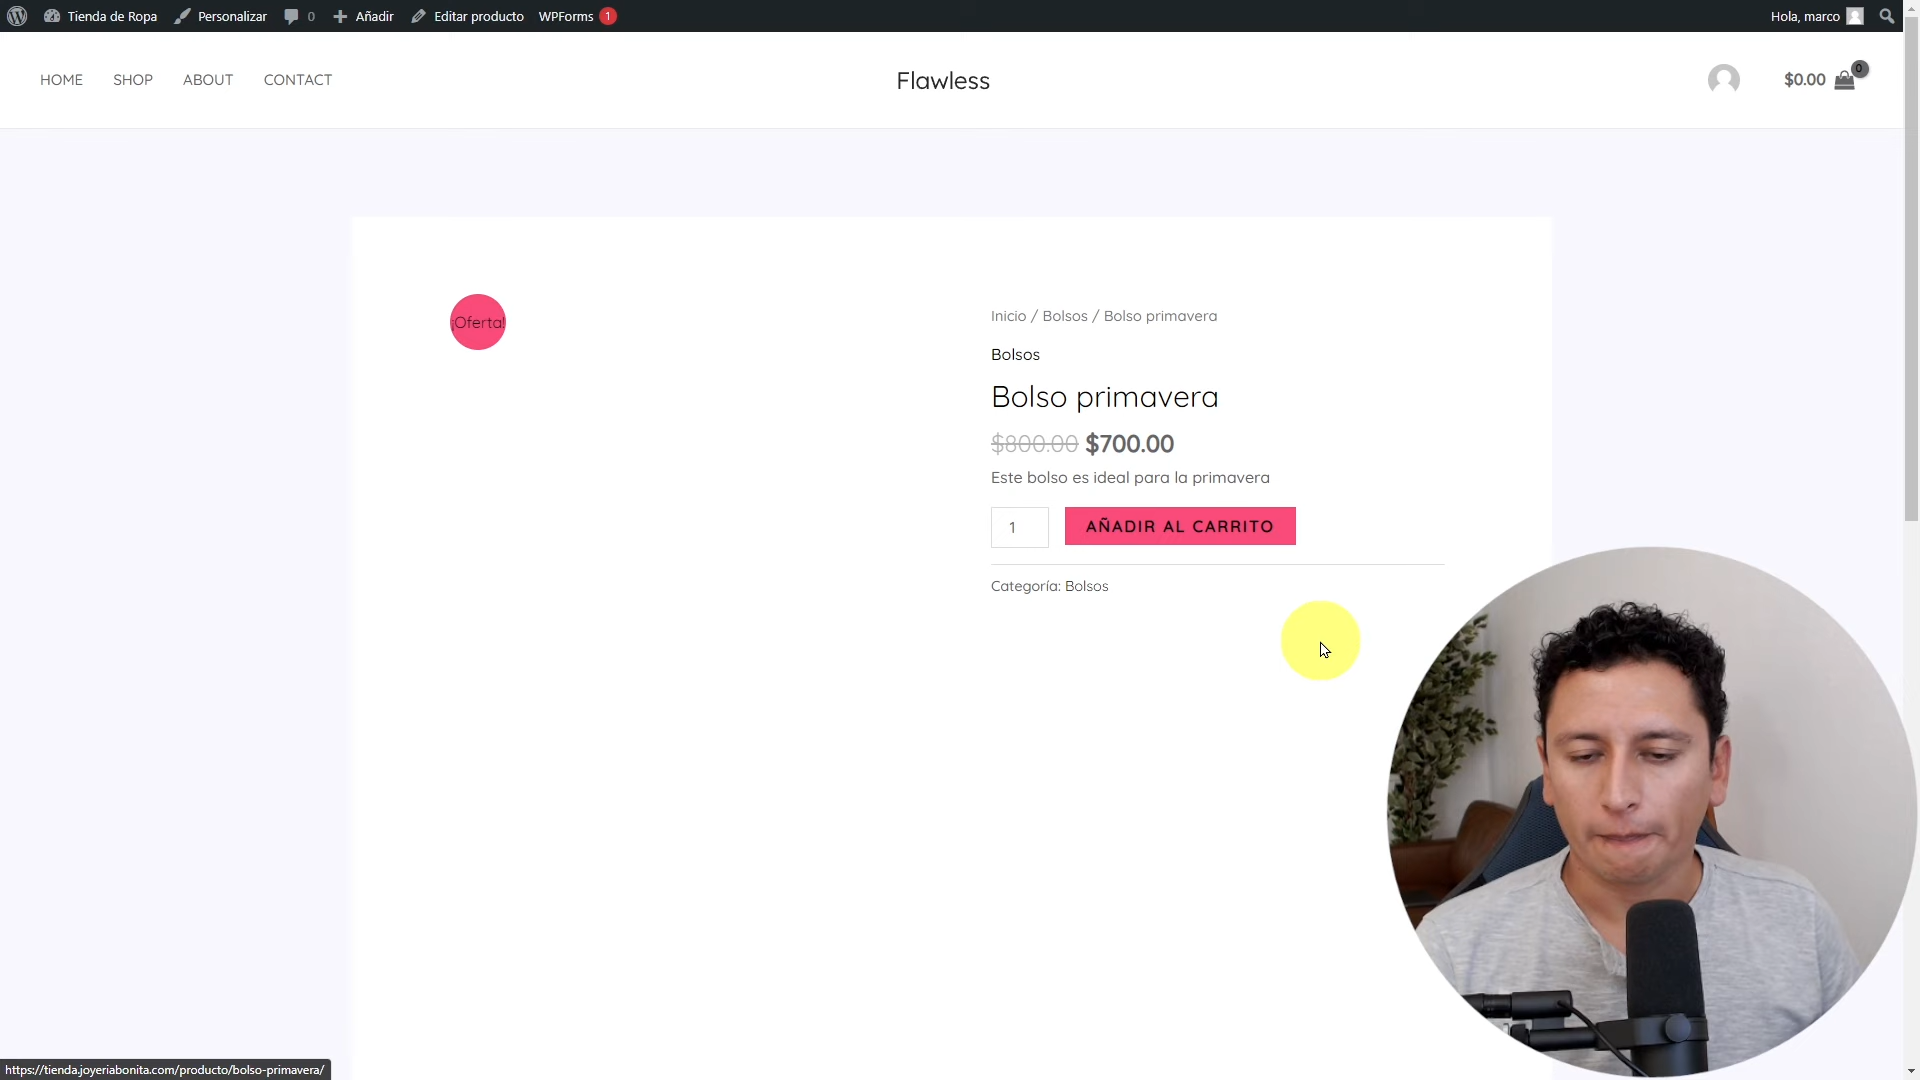 Tienda de Ropa Personalizar 0 Añadir Editar producto WPForms 1 Hola, marco
HOME SHOP ABOUT CONTACT Flawless $0.00 0
¡Oferta!
Inicio / Bolsos / Bolso primavera
Bolsos
Bolso primavera
$800.00 $700.00
Este bolso es ideal para la primavera
1 AÑADIR AL CARRITO
Categoría: Bolsos
https://tienda.joyeriabonita.com/producto/bolso-primavera/